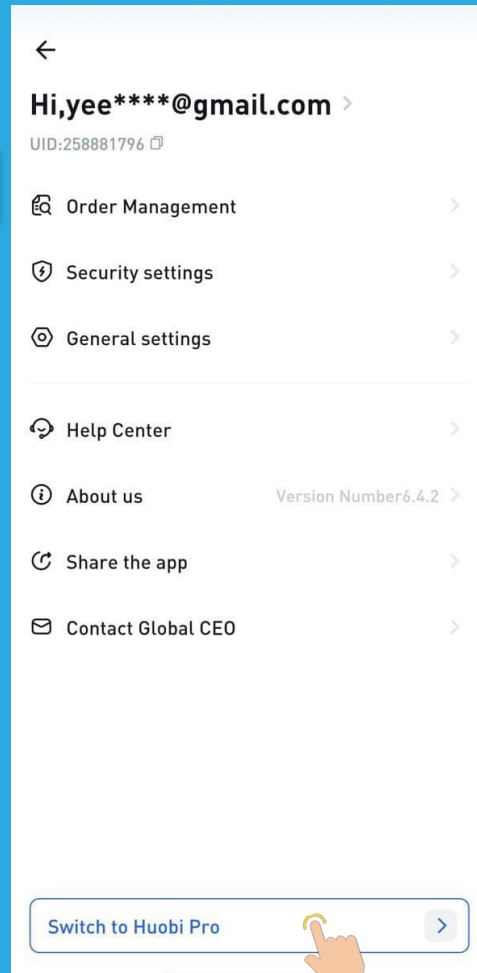 Hi,yee****@gmail.com
UID:258881796
Order Management
Security settings
General settings
Help Center
About us Version Number6.4.2
Share the app
Contact Global CEO
Switch to Huobi Pro